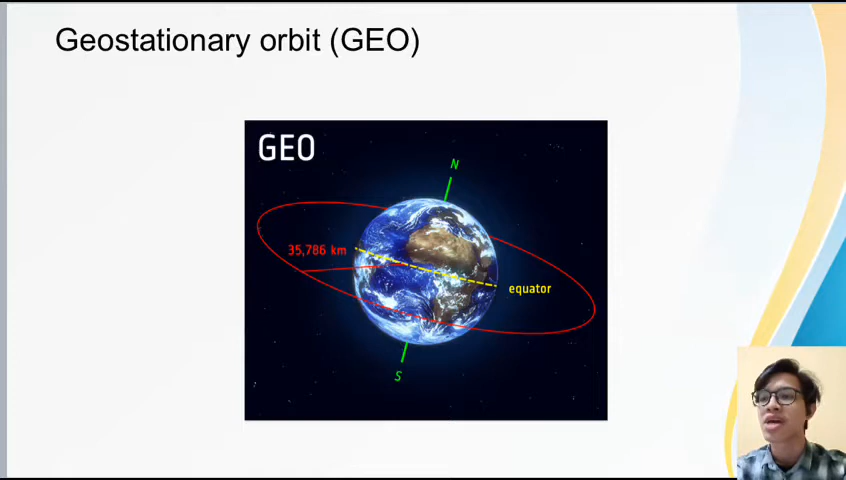 Geostationary orbit (GEO)
GEO
N
35,786 km
equator
S